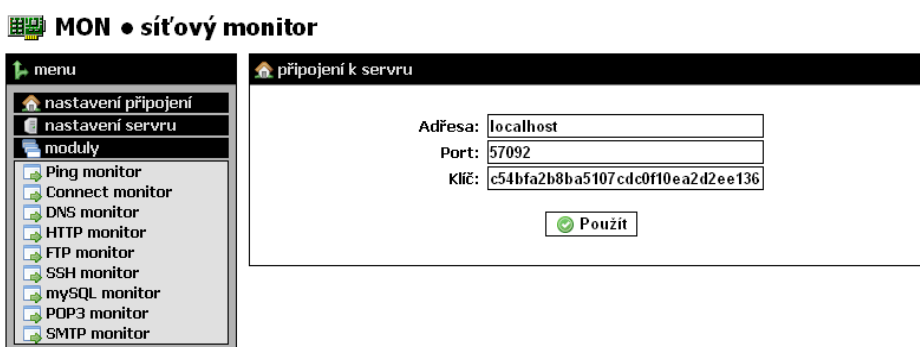 MON ● síťový monitor
menu
nastavení připojení
nastavení servru
moduly
Ping monitor
Connect monitor
DNS monitor
HTTP monitor
FTP monitor
SSH monitor
mySQL monitor
POP3 monitor
SMTP monitor
připojení k servru
Adřesa: localhost
Port: 57092
Klíč: c54bfa2b8ba5107cdc0f10ea2d2ee136
Použít